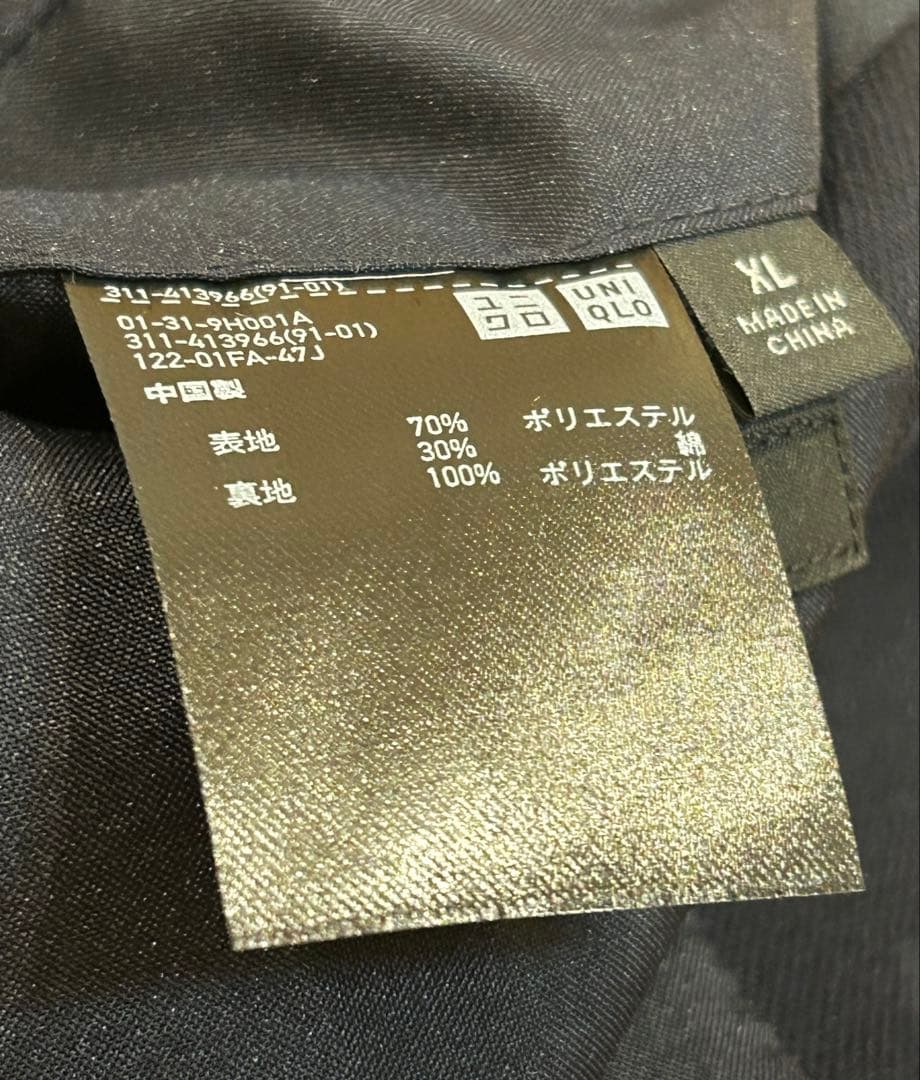 311-413966(91-01)
ユニクロ
UNIQLO
01-31-9H001A
311-413966(91-01)
122-01FA-47J
中国製
表地 70% ポリエステル
30% 綿
裏地 100% ポリエステル
XL
MADE IN
CHINA